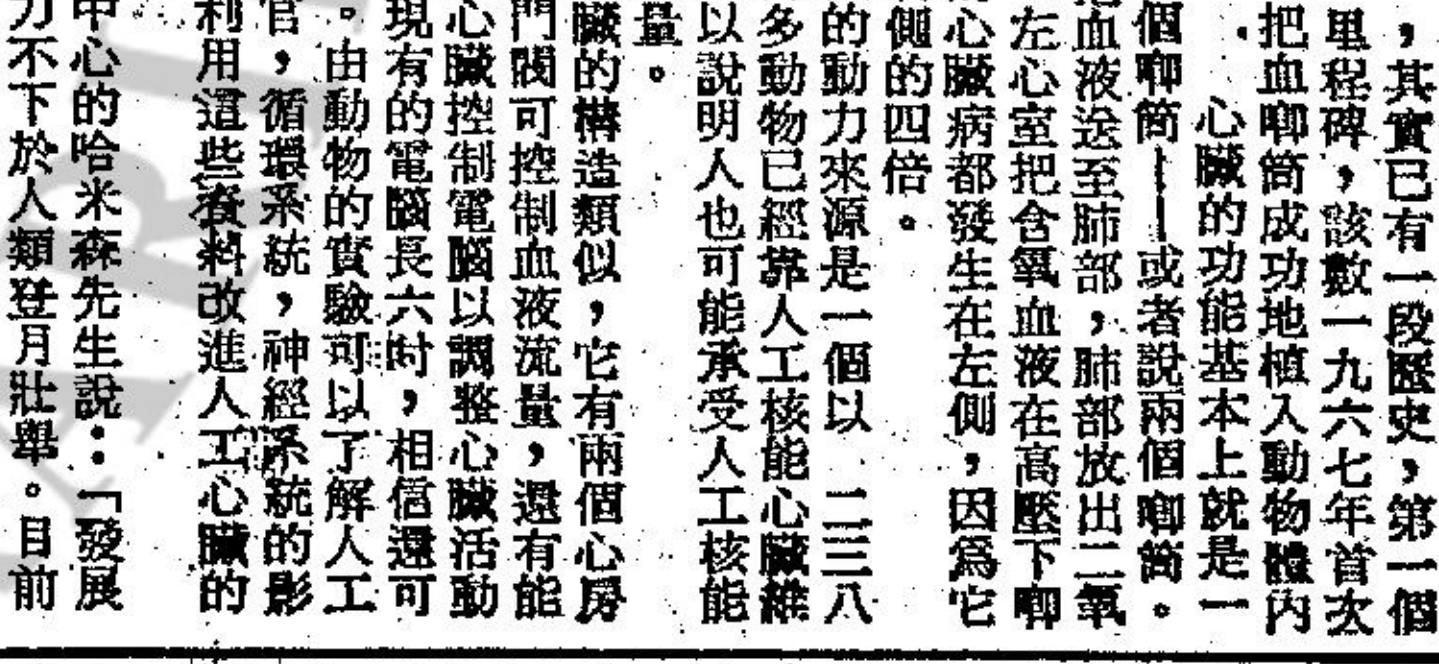 ，其實已有一段歷史，第一個
里程碑，該數一九六七年首次
把血唧筒成功地植入動物體內
心臟的功能基本上就是一
個唧筒——或者說兩個唧筒。
血液送至肺部，肺部放出二氧
左心室把含氧血液在高壓下唧
心臟病都發生在左側，因爲它
側的四倍。
的動力來源是一個以 二三八
多動物已經靠人工核能心臟維
以說明人也可能承受人工核能
量。
臟的構造類似，它有兩個心房
門閥可控制血液流量，還有能
心臟控制電腦以調整心臟活動
現有的電腦長六吋，相信還可
。由動物的實驗可以了解人工
官，循環系統，神經系統的影
利用這些資料改進人工心臟的
中心的哈米森先生說：「發展
力不下於人類登月壯舉。目前